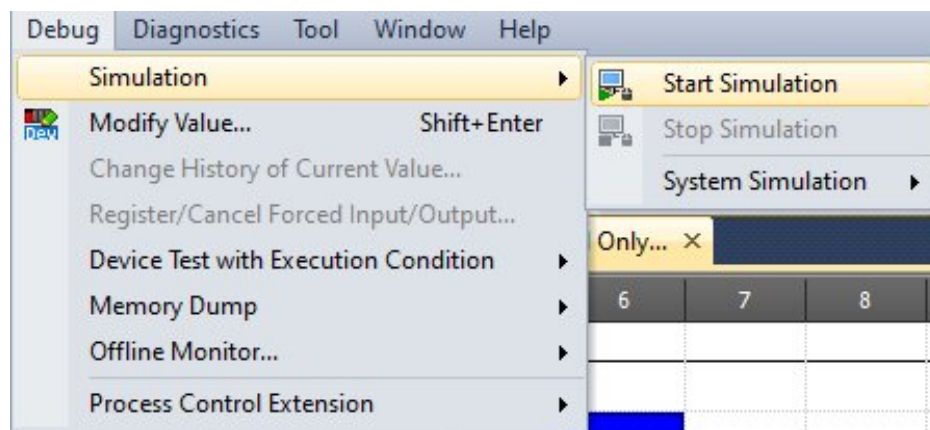 Debug Diagnostics Tool Window Help
Simulation
Modify Value... Shift+Enter
Change History of Current Value...
Register/Cancel Forced Input/Output...
Device Test with Execution Condition
Memory Dump
Offline Monitor...
Process Control Extension
Start Simulation
Stop Simulation
System Simulation
Only...
6 7 8
DEV